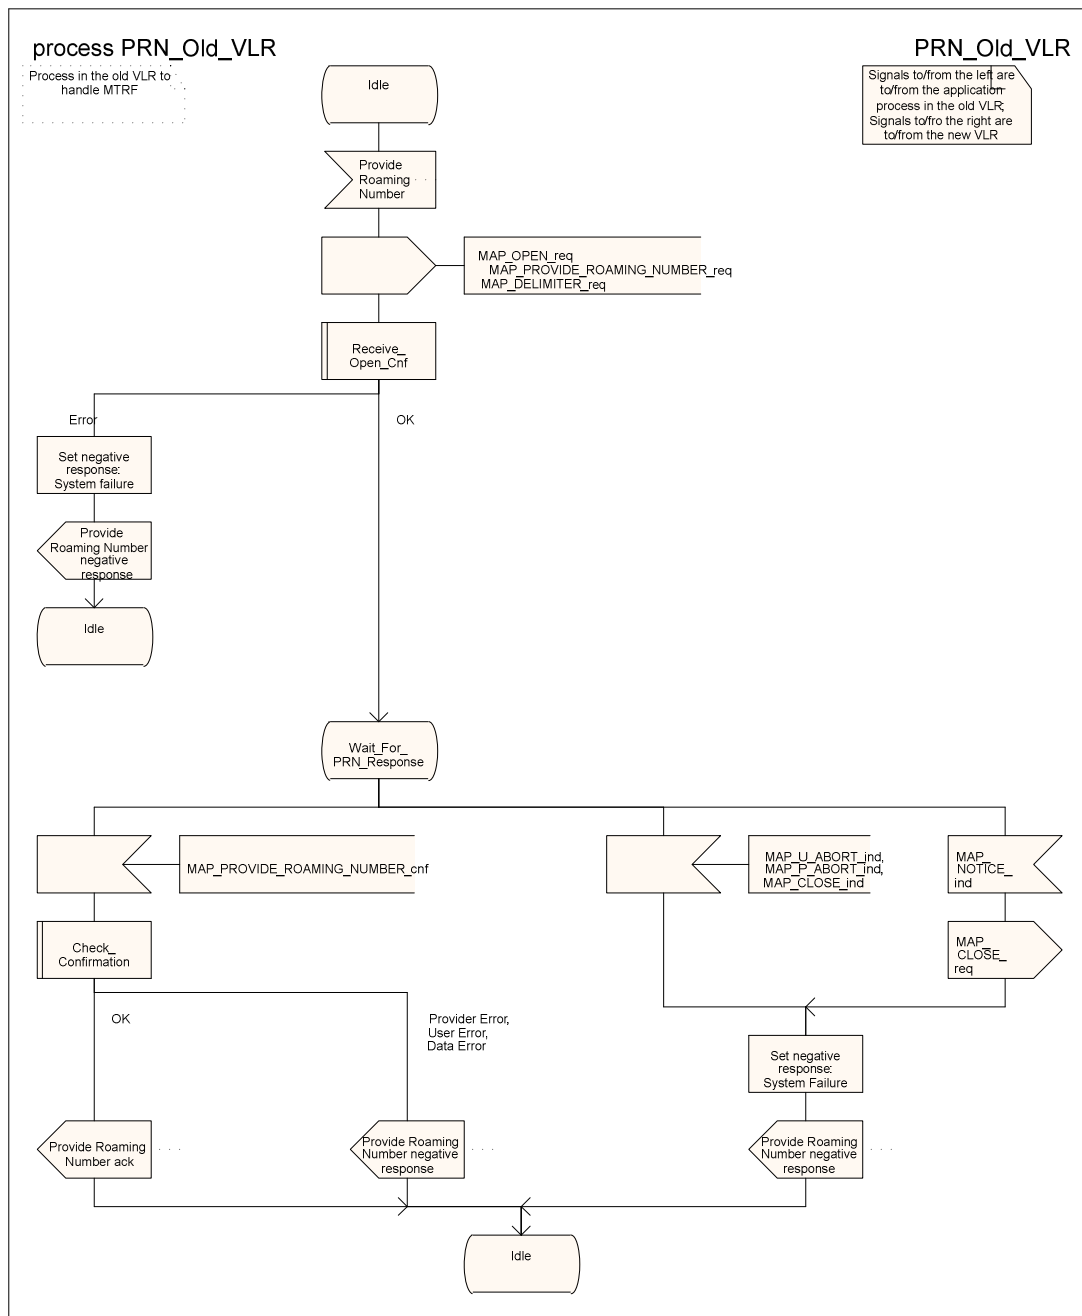 process PRN_Old_VLR
PRN_Old_VLR
Process in the old VLR to
handle MTRF
Signals to/from the left are
to/from the application
process in the old VLR;
Signals to/fro the right are
to/from the new VLR
Idle
Provide
Roaming
Number
MAP_OPEN_req
MAP_PROVIDE_ROAMING_NUMBER_req
MAP_DELIMITER_req
Receive_
Open_Cnf
Error
OK
Set negative
response:
System failure
Provide
Roaming Number
negative
response
Idle
Wait_For_
PRN_Response
MAP_PROVIDE_ROAMING_NUMBER_cnf
MAP_U_ABORT_ind,
MAP_P_ABORT_ind,
MAP_CLOSE_ind
MAP_
NOTICE_
ind
Check_
Confirmation
MAP_
CLOSE_
req
OK
Provider Error,
User Error,
Data Error
Set negative
response:
System Failure
Provide Roaming
Number ack
Provide Roaming
Number negative
response
Provide Roaming
Number negative
response
Idle